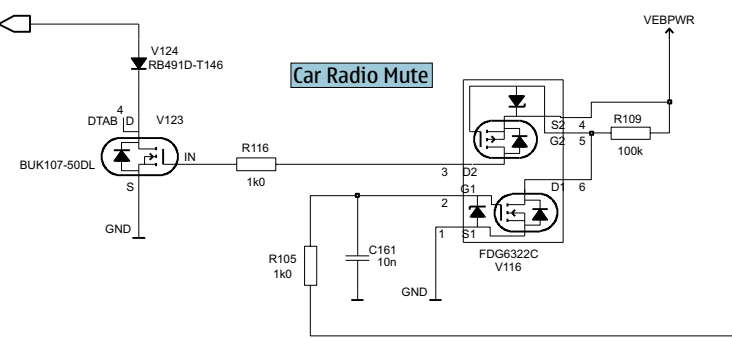 VEBPWR
V124
RB491D-T146
Car Radio Mute
4
DTAB D
V123
S2 4
R109
G2 5
100k
BUK107-50DL
IN
R116
1k0
3 D2
D1 6
G1
2
S
GND
1 S1
FDG6322C
V116
R105
1k0
C161
10n
GND